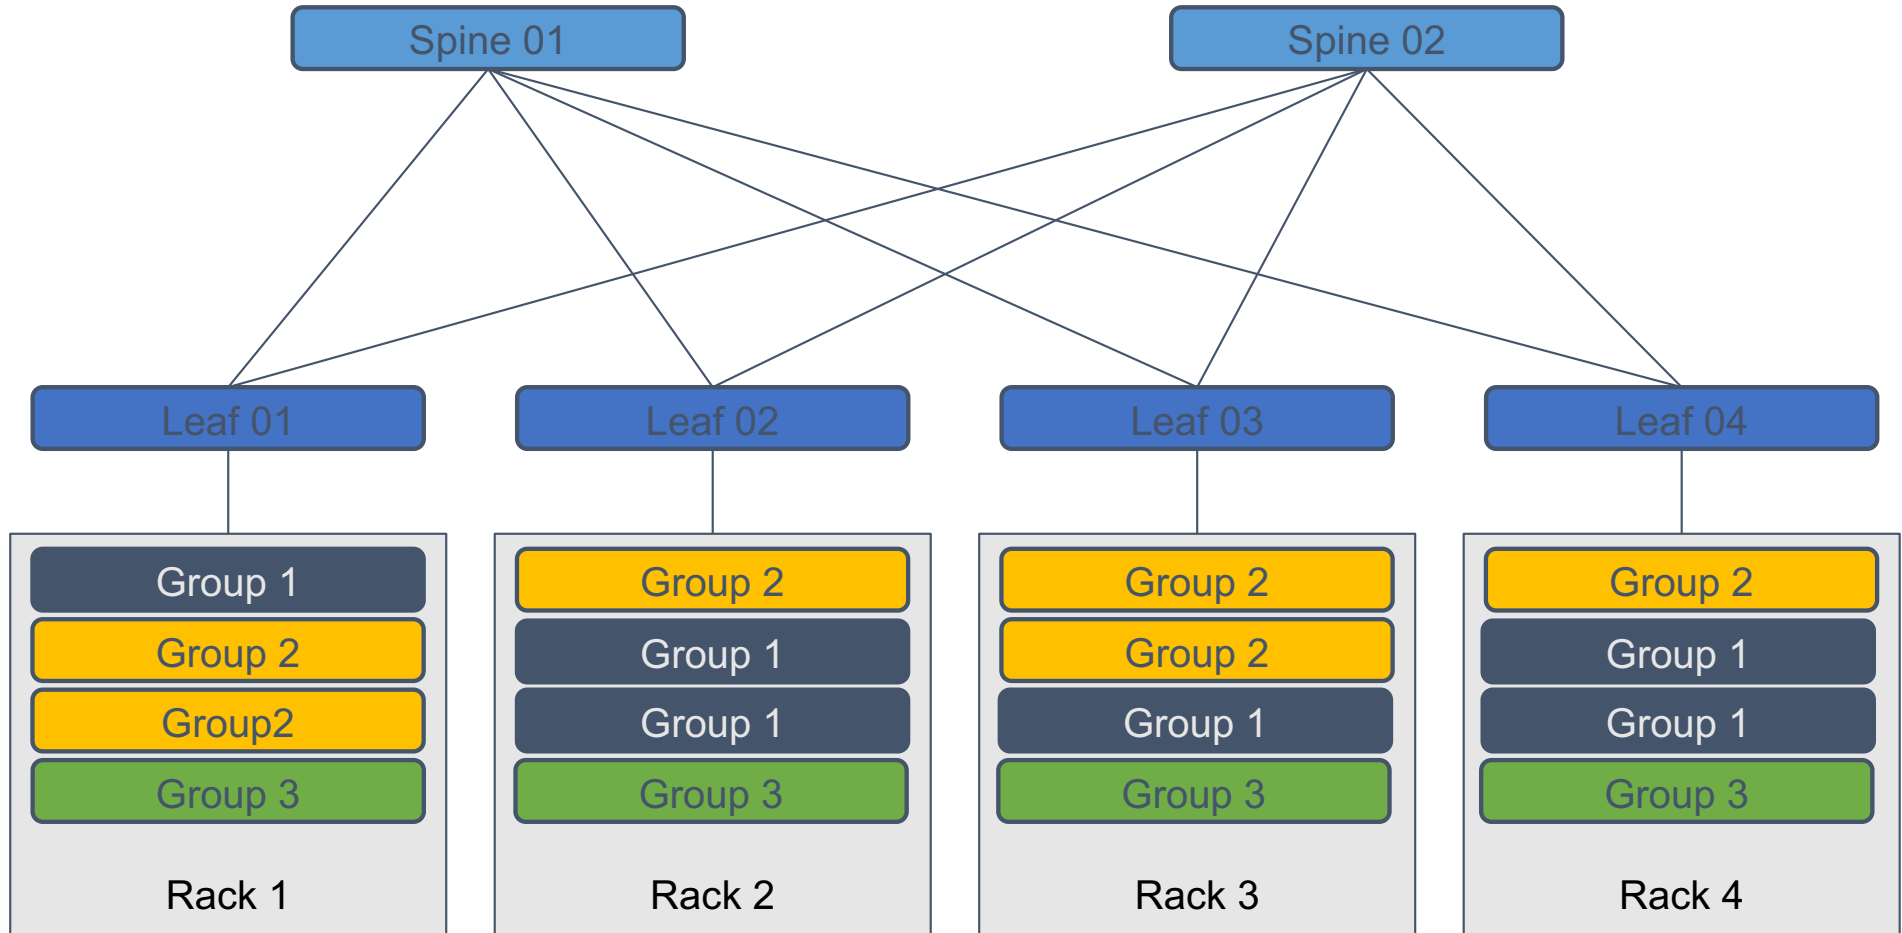 Spine 01
Spine 02
Leaf 01
Leaf 02
Leaf 03
Leaf 04
Group 1
Group 2
Group2
Group 3
Rack 1
Group 2
Group 1
Group 1
Group 3
Rack 2
Group 2
Group 2
Group 1
Group 3
Rack 3
Group 2
Group 1
Group 1
Group 3
Rack 4